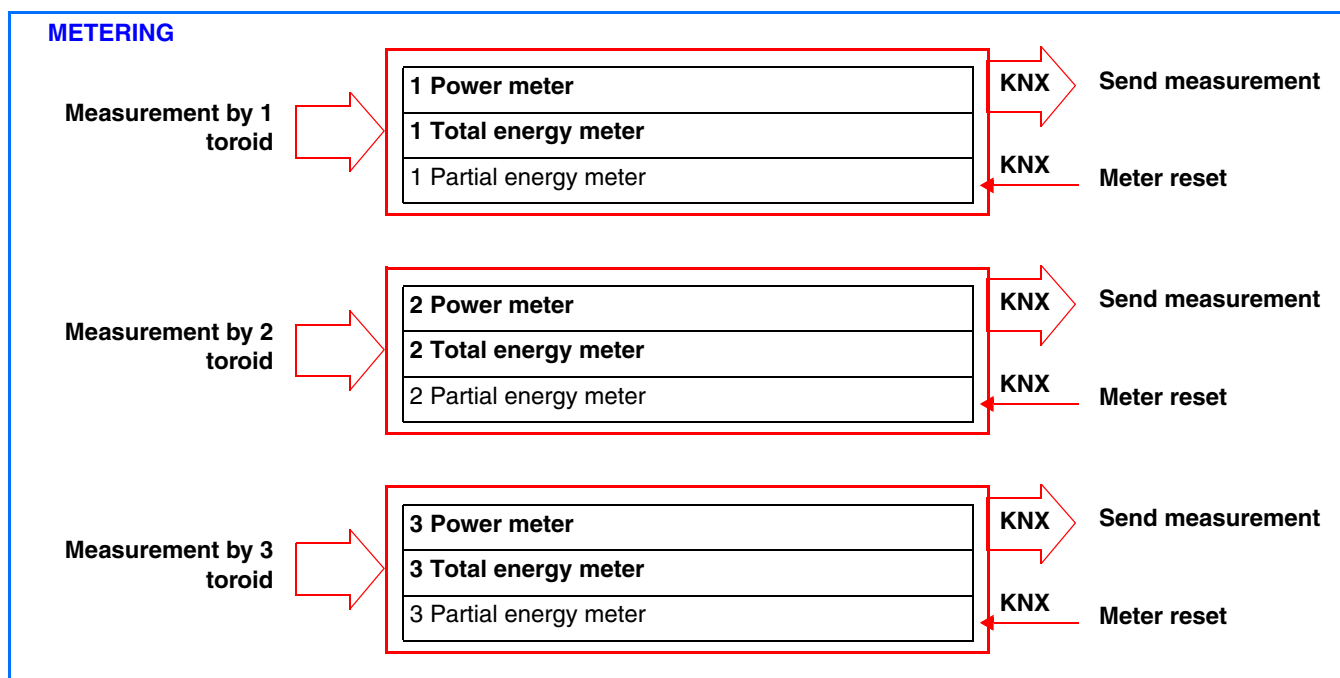 METERING
Measurement by 1
toroid
1 Power meter
1 Total energy meter
1 Partial energy meter
KNX
Send measurement
KNX
Meter reset
Measurement by 2
toroid
2 Power meter
2 Total energy meter
2 Partial energy meter
KNX
Send measurement
KNX
Meter reset
Measurement by 3
toroid
3 Power meter
3 Total energy meter
3 Partial energy meter
KNX
Send measurement
KNX
Meter reset